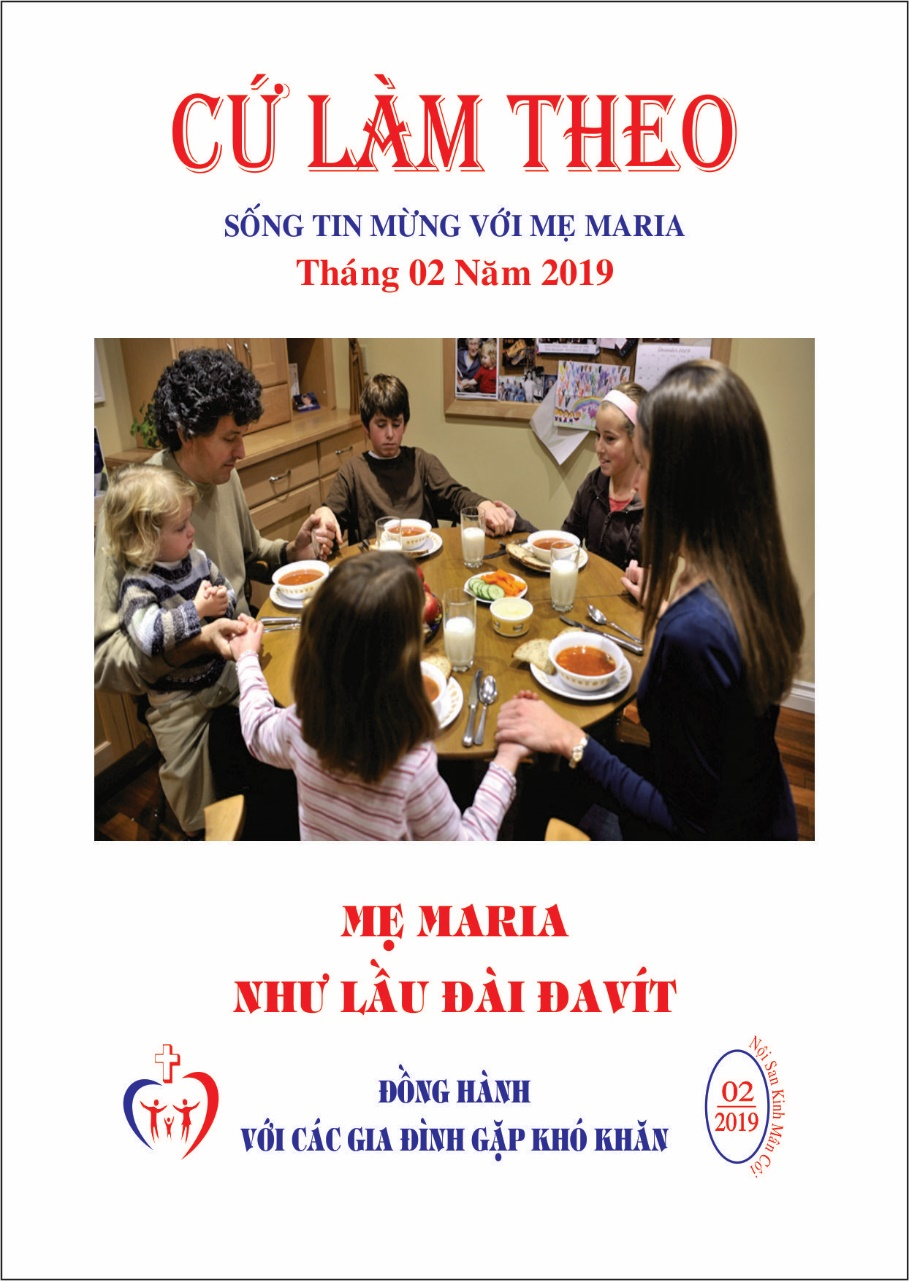 CỨ LÀM THEO
SỐNG TIN MỪNG VỚI MẸ MARIA
Tháng 02 Năm 2019
MẸ MARIA
NHƯ LẦU ĐÀI ĐAVÍT
ĐỒNG HÀNH
VỚI CÁC GIA ĐÌNH GẶP KHÓ KHĂN
02
2019
Nội San Kinh Mân Côi